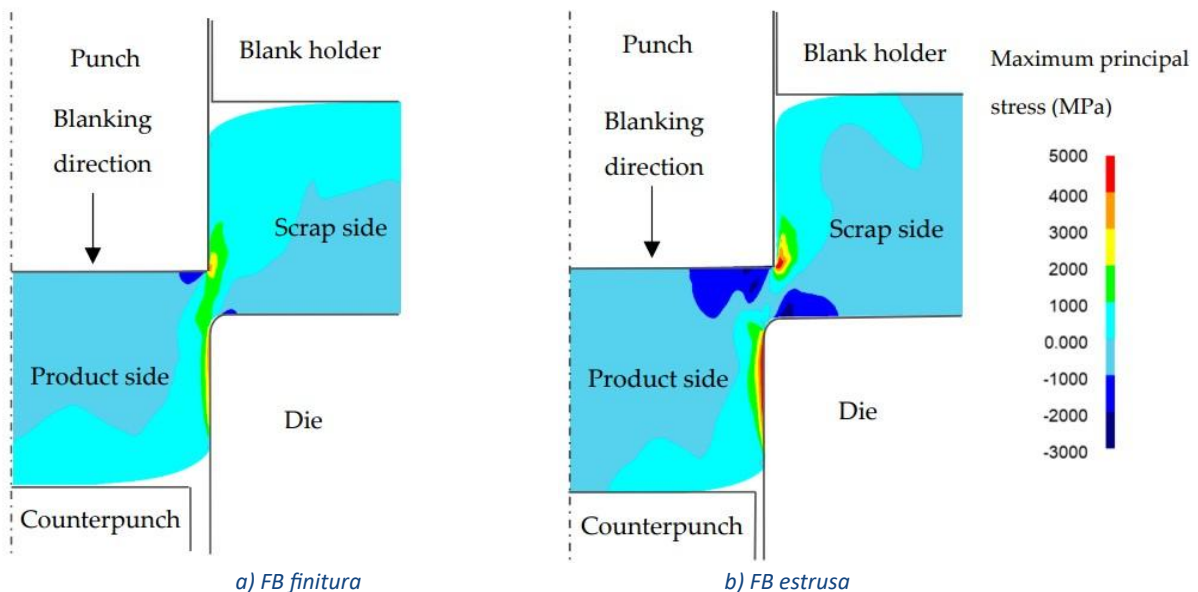 Punch
Blank holder
Blanking
direction
Scrap side
Product side
Die
Counterpunch
a) FB finitura
Punch
Blank holder
Blanking
direction
Scrap side
Product side
Die
Counterpunch
b) FB estrusa
Maximum principal
stress (MPa)
5000
4000
3000
2000
1000
0.000
-1000
-2000
-3000